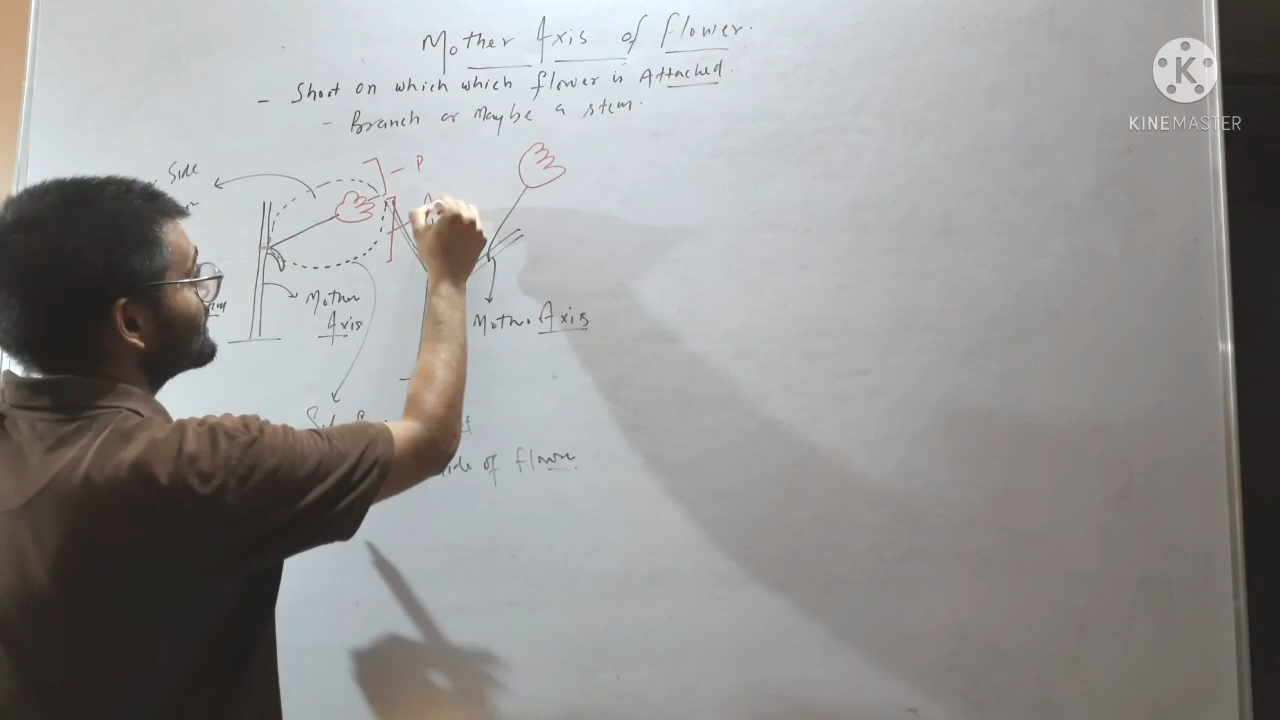 Mother Axis of flower.
- Shoot on which which flower is Attached.
- Branch or Maybe a stem.
KINEMASTER
Side
- P
Mother
Axis
Mother Axis
of flower.